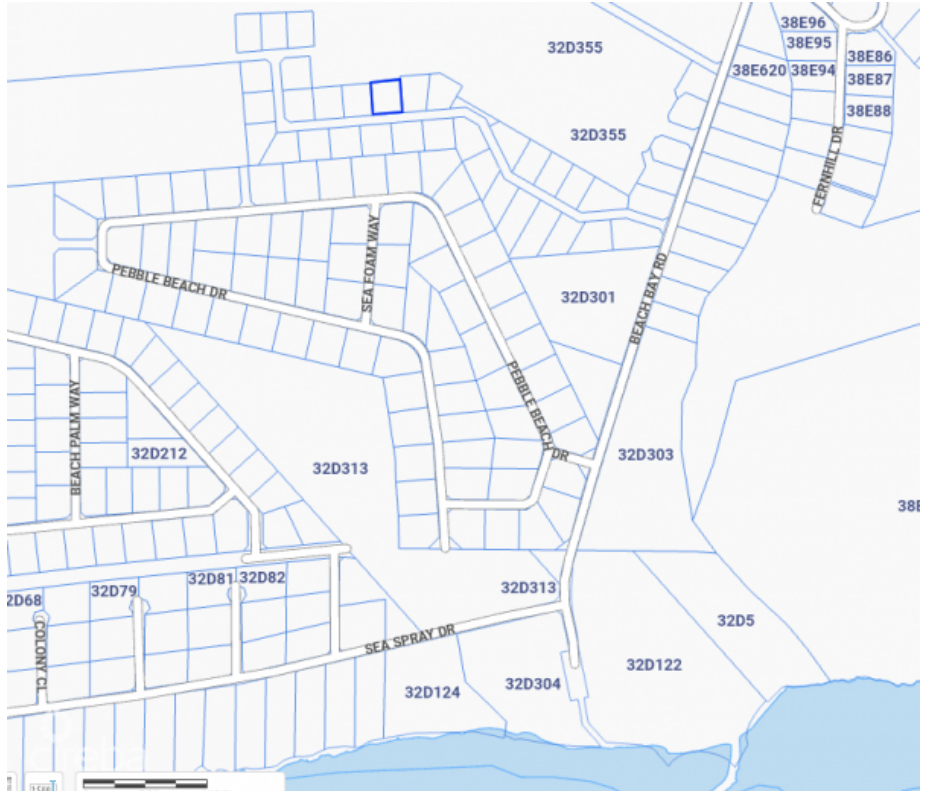 38E96
38E95
32D355
38E86
38E620
38E94
38E87
38E88
32D355
FERNHILL DR
SEA FOAM WAY
PEBBLE BEACH DR
32D301
BEACH BAY RD
PEBBLE BEACH DR
BEACH PALM WAY
32D212
32D313
32D303
38E
32D81
32D82
32D79
32D313
2D68
32D5
COLONY CL
SEA SPRAY DR
32D122
32D304
32D124